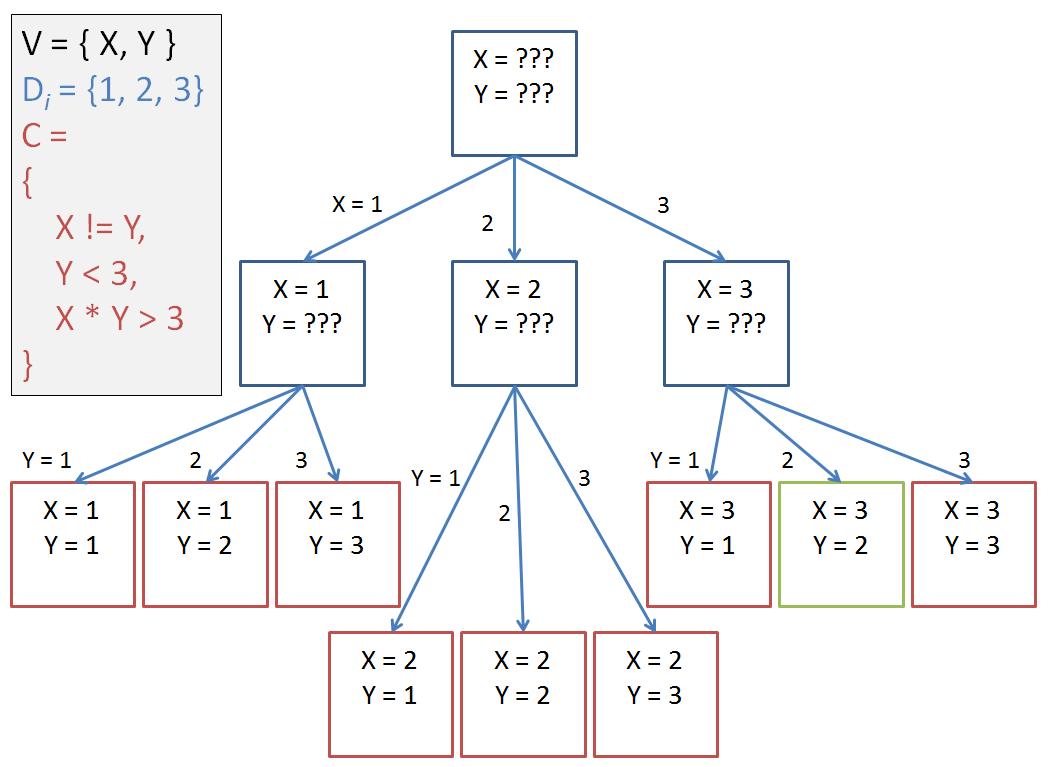 V = { X, Y }
Di = {1, 2, 3}
C =
{
X != Y,
Y < 3,
X * Y > 3
}
X = ???
Y = ???
X = 1
2
3
X = 1
Y = ???
X = 2
Y = ???
X = 3
Y = ???
Y = 1
2
3
Y = 1
2
3
Y = 1
2
3
X = 1
Y = 1
X = 1
Y = 2
X = 1
Y = 3
X = 3
Y = 1
X = 3
Y = 2
X = 3
Y = 3
X = 2
Y = 1
X = 2
Y = 2
X = 2
Y = 3